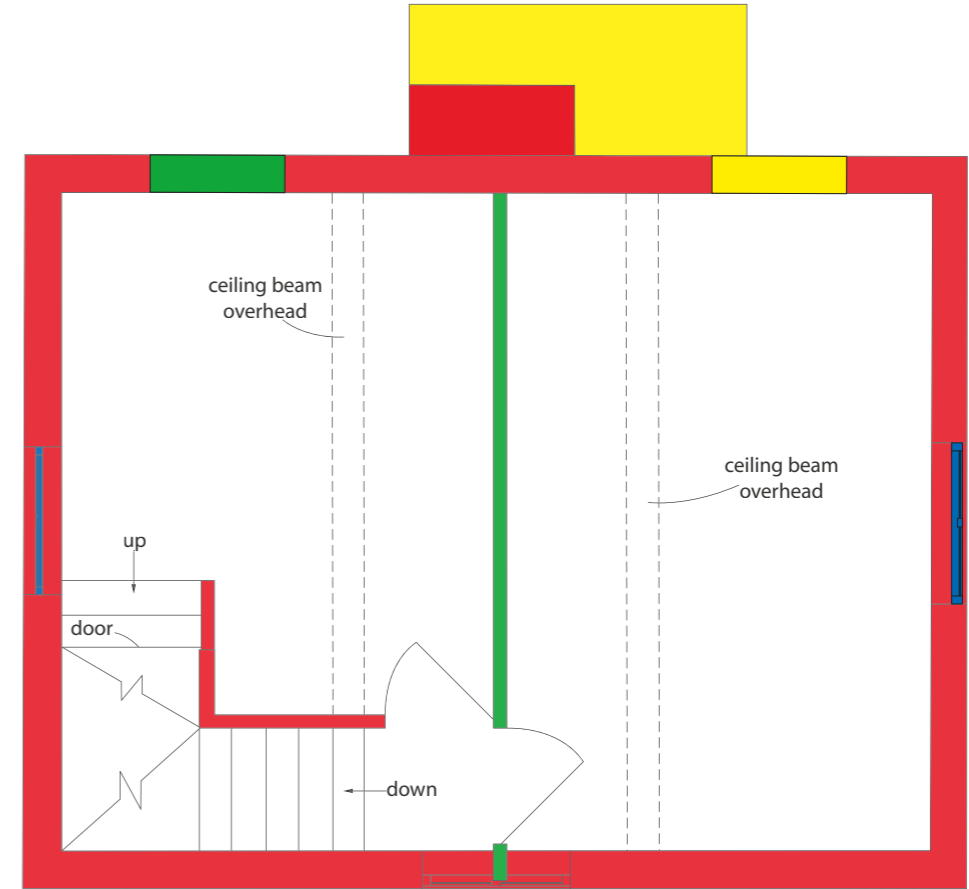 ceiling beam
overhead
ceiling beam
overhead
up
door
down